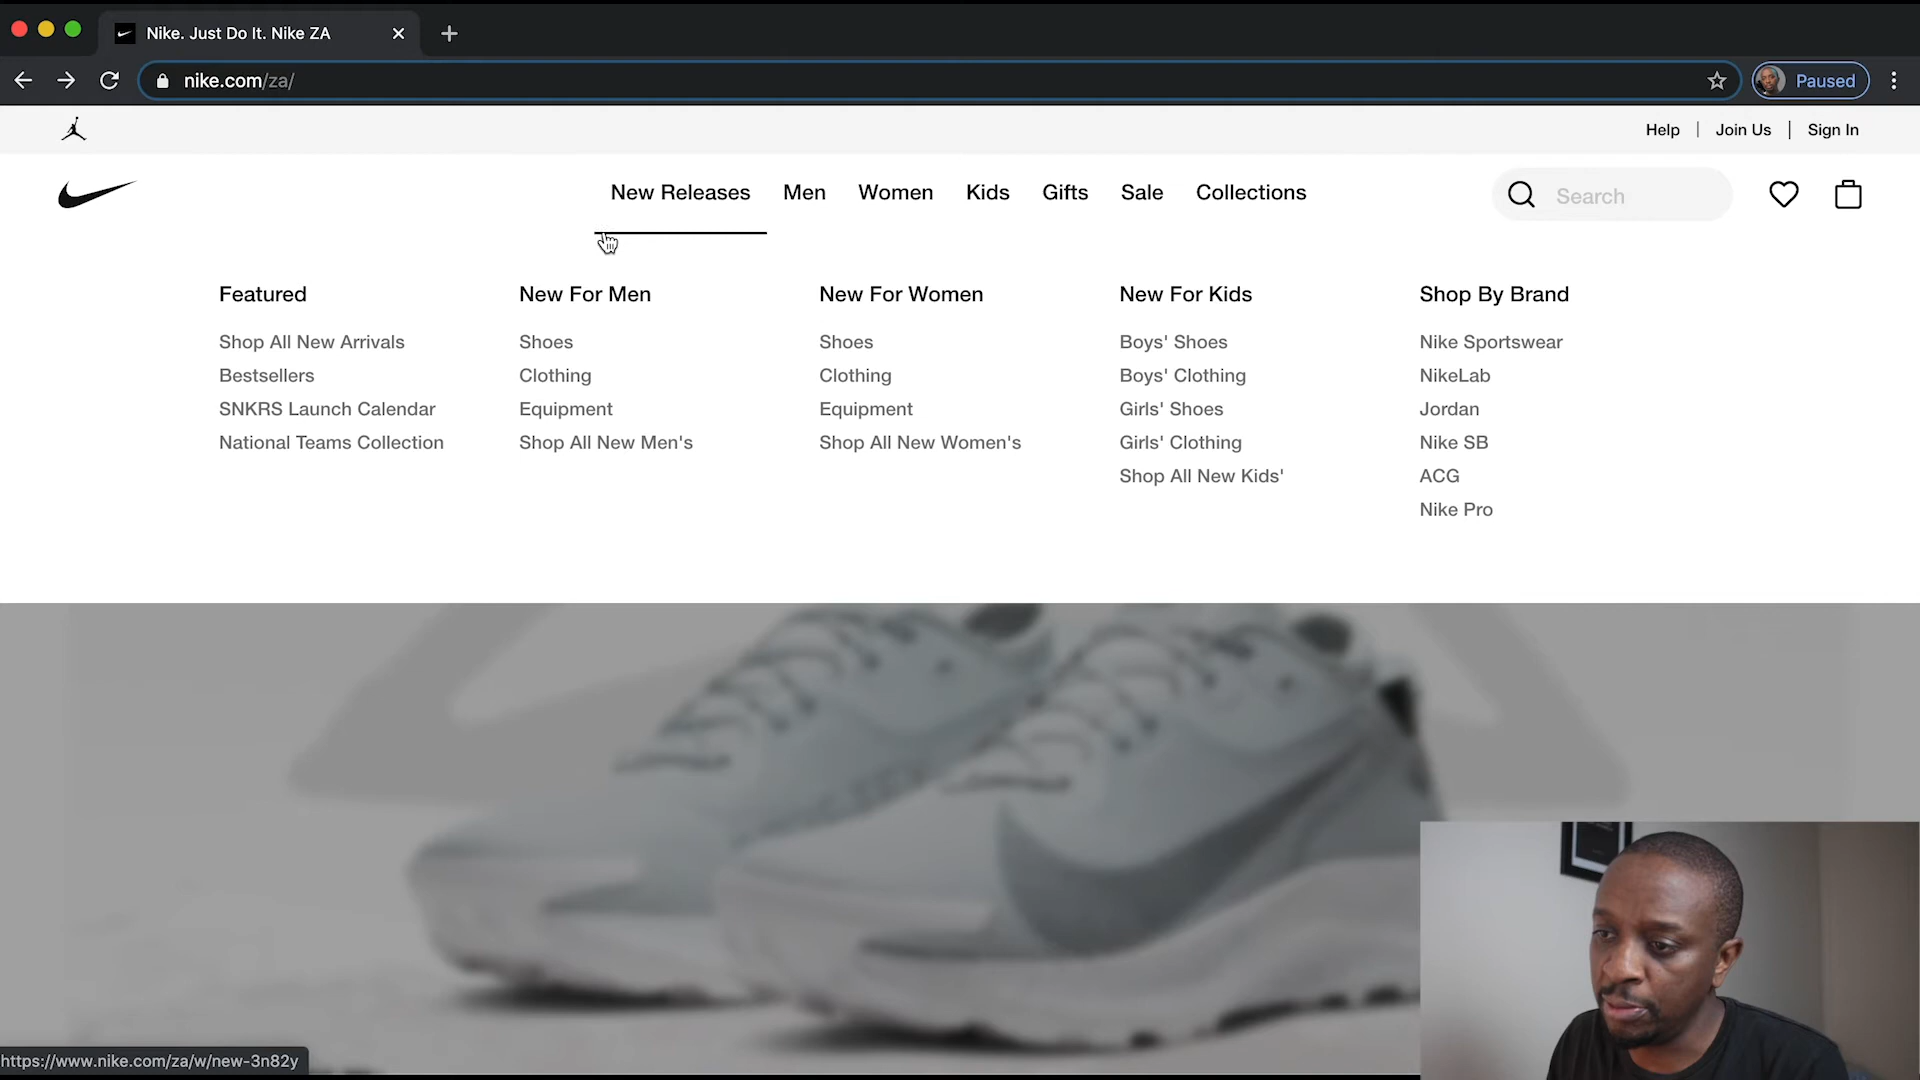 Nike. Just Do It. Nike ZA
nike.com/za/
Paused
Help | Join Us | Sign In
New Releases Men Women Kids Gifts Sale Collections
Search
Featured
Shop All New Arrivals
Bestsellers
SNKRS Launch Calendar
National Teams Collection
New For Men
Shoes
Clothing
Equipment
Shop All New Men's
New For Women
Shoes
Clothing
Equipment
Shop All New Women's
New For Kids
Boys' Shoes
Boys' Clothing
Girls' Shoes
Girls' Clothing
Shop All New Kids'
Shop By Brand
Nike Sportswear
NikeLab
Jordan
Nike SB
ACG
Nike Pro
https://www.nike.com/za/w/new-3n82y